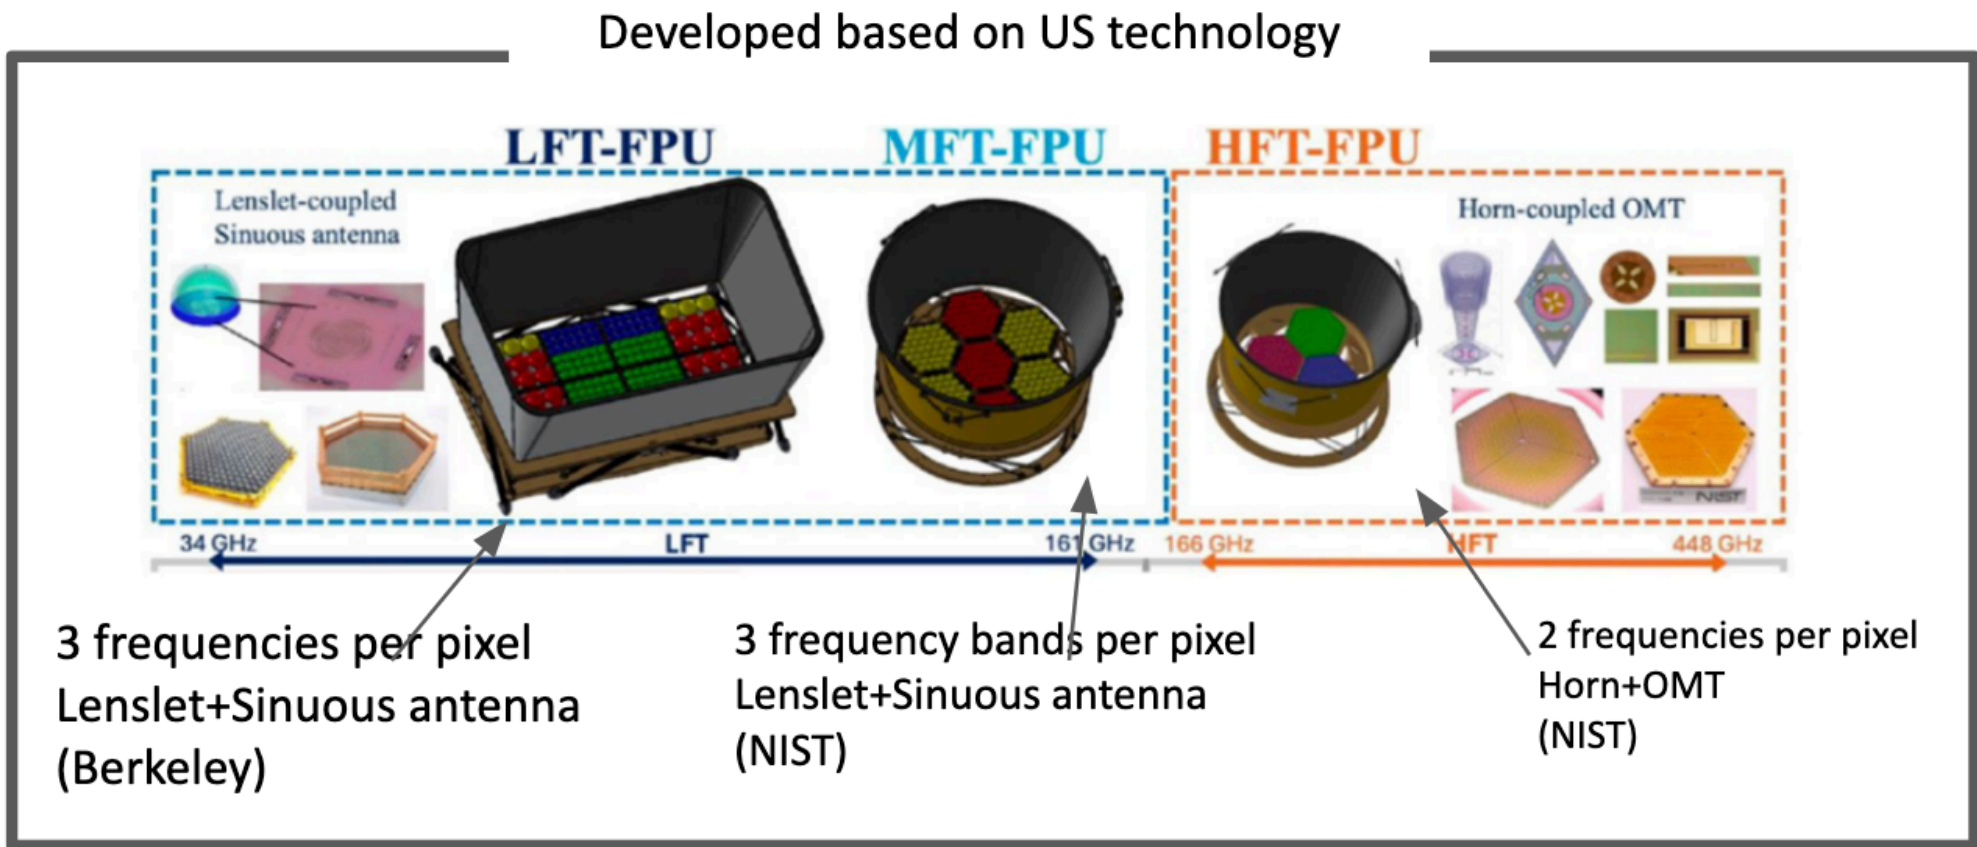 Developed based on US technology
LFT-FPU
MFT-FPU
HFT-FPU
Lenslet-coupled
Sinuous antenna
Horn-coupled OMT
NIST
34 GHz
LFT
161 GHz
166 GHz
HFT
448 GHz
3 frequencies per pixel
Lenslet+Sinuous antenna
(Berkeley)
3 frequency bands per pixel
Lenslet+Sinuous antenna
(NIST)
2 frequencies per pixel
Horn+OMT
(NIST)